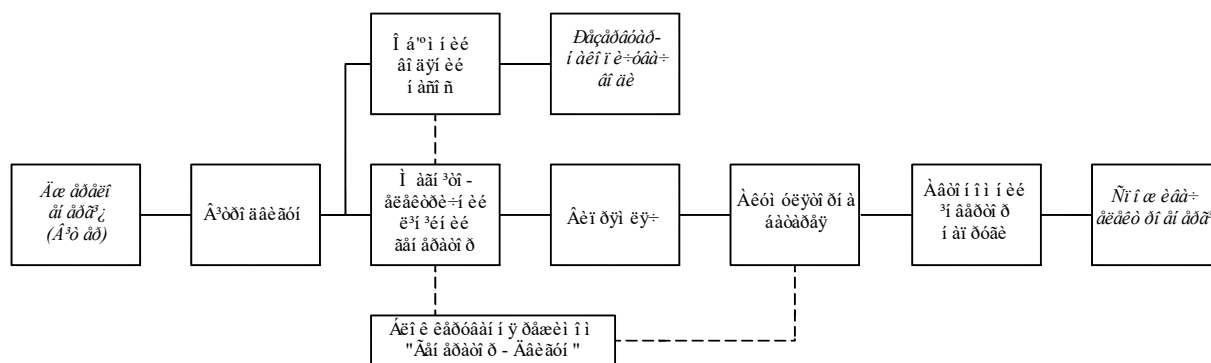 Î á'ºì í èé
âî äÿí èé
í àñî ñ
Ðåçåðâóàð-
í àêî ï è÷óâà÷
âî äè
Äæ åðåëî
åí åðã³¿
(Â³ò åð)
Â³òðî äâèãóí
Ì àãí ³òî -
åëåêòðè÷í èé
ë³í ³éí èé
ãåí åðàòî ð
Âèï ðÿì ëÿ÷
Àêóì óëÿòî ðí à
áàòàðåÿ
Àâòî í î ì í èé
³í âåðòî ð
í àï ðóãè
Ñï î æ èâà÷
åëåêò ðî åí åðã³
Áëî ê êåðóâàí í ÿ ðåæèì î ì
"Ãåí åðàòî ð - Äâèãóí "